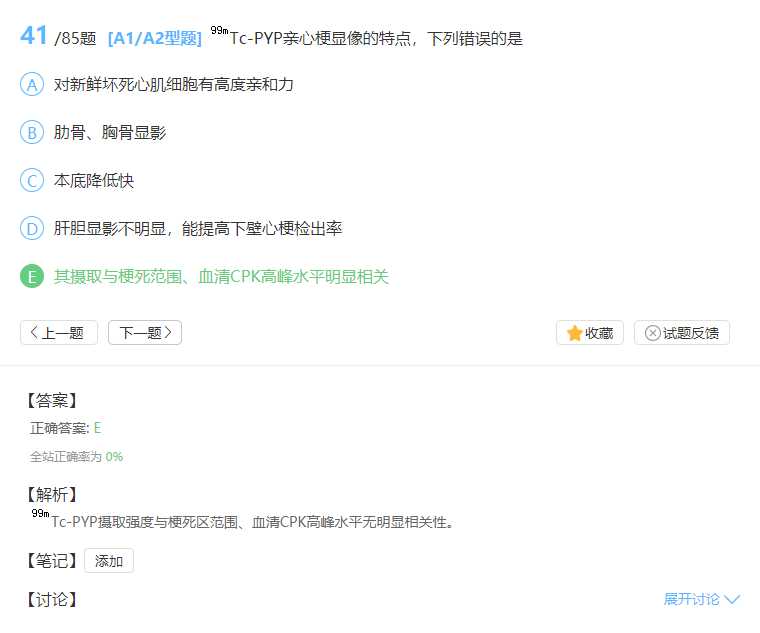 41 /85题 [A1/A2型题] ⁹⁹ᵐTc-PYP亲心梗显像的特点，下列错误的是
A 对新鲜坏死心肌细胞有高度亲和力
B 肋骨、胸骨显影
C 本底降低快
D 肝胆显影不明显，能提高下壁心梗检出率
E 其摄取与梗死范围、血清CPK高峰水平明显相关
上一题 下一题 收藏 试题反馈
【答案】
正确答案: E
全站正确率为 0%
【解析】
⁹⁹ᵐTc-PYP摄取强度与梗死区范围、血清CPK高峰水平无明显相关性。
【笔记】 添加
【讨论】 展开讨论